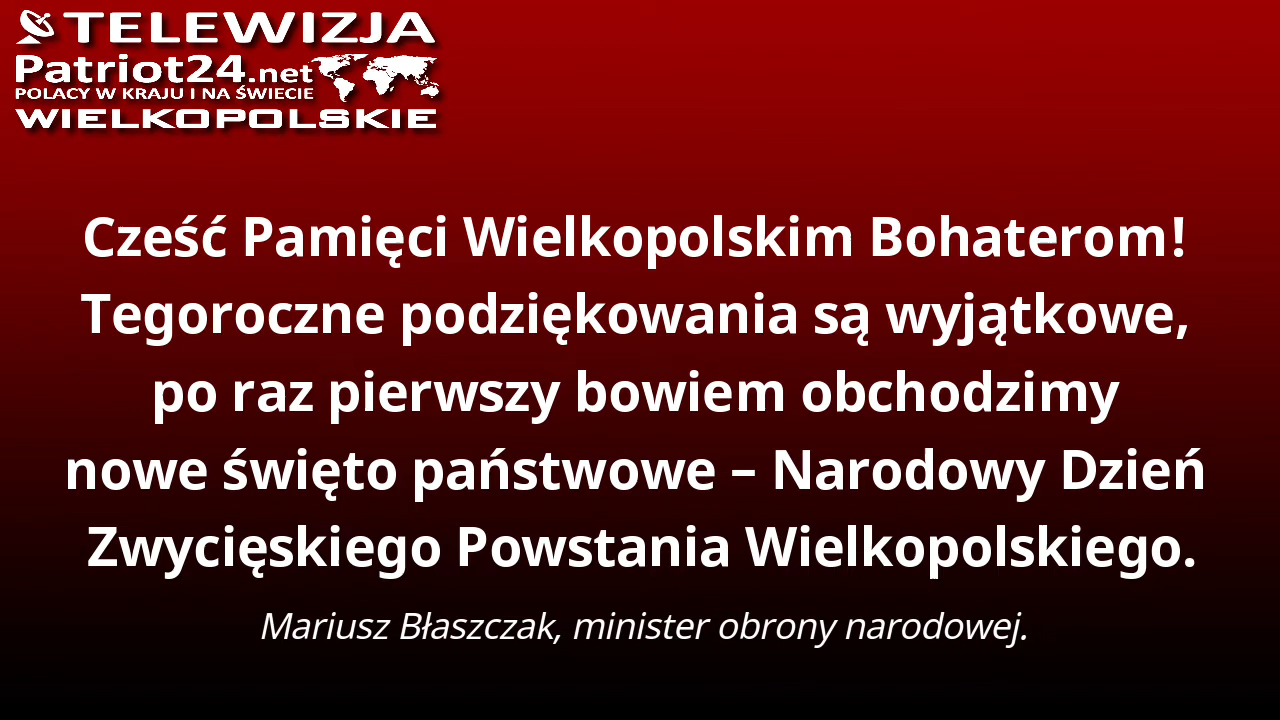 TELEWIZJA
Patriot24.net
POLACY W KRAJU I NA ŚWIECIE
WIELKOPOLSKIE
Cześć Pamięci Wielkopolskim Bohaterom!
Tegoroczne podziękowania są wyjątkowe,
po raz pierwszy bowiem obchodzimy
nowe święto państwowe – Narodowy Dzień
Zwycięskiego Powstania Wielkopolskiego.
Mariusz Błaszczak, minister obrony narodowej.